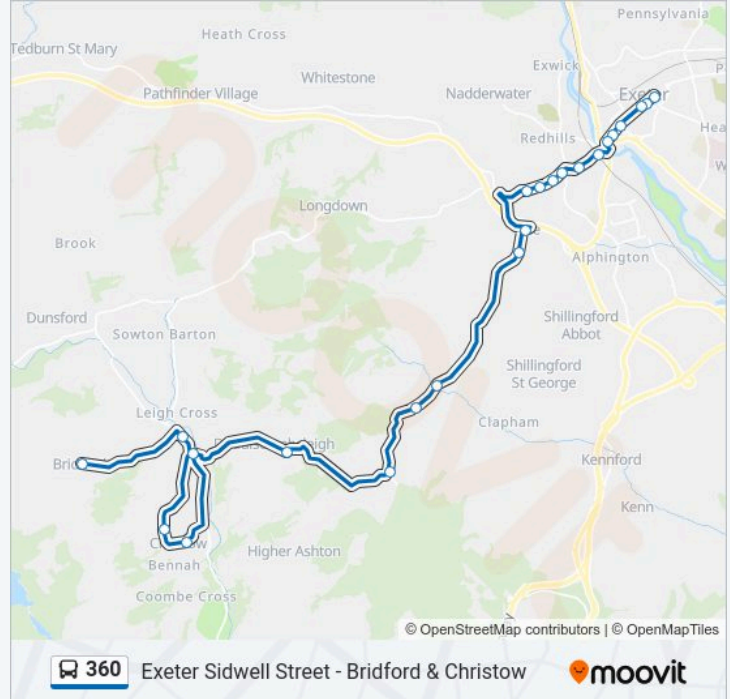 Pennsylvania
Heath Cross
Tedburn St Mary
Exwick
Whitestone
Pathfinder Village
Nadderwater
Exeter
Redhills
Longdown
Brook
Alphington
Dunsford
Sowton Barton
Shillingford
Abbot
Shillingford
St George
Leigh Cross
Clapham
Kennford
Kenn
Higher Ashton
Bennah
Coombe Cross
moovit
© OpenStreetMap contributors | © OpenMapTiles
360 Exeter Sidwell Street - Bridford & Christow moovit